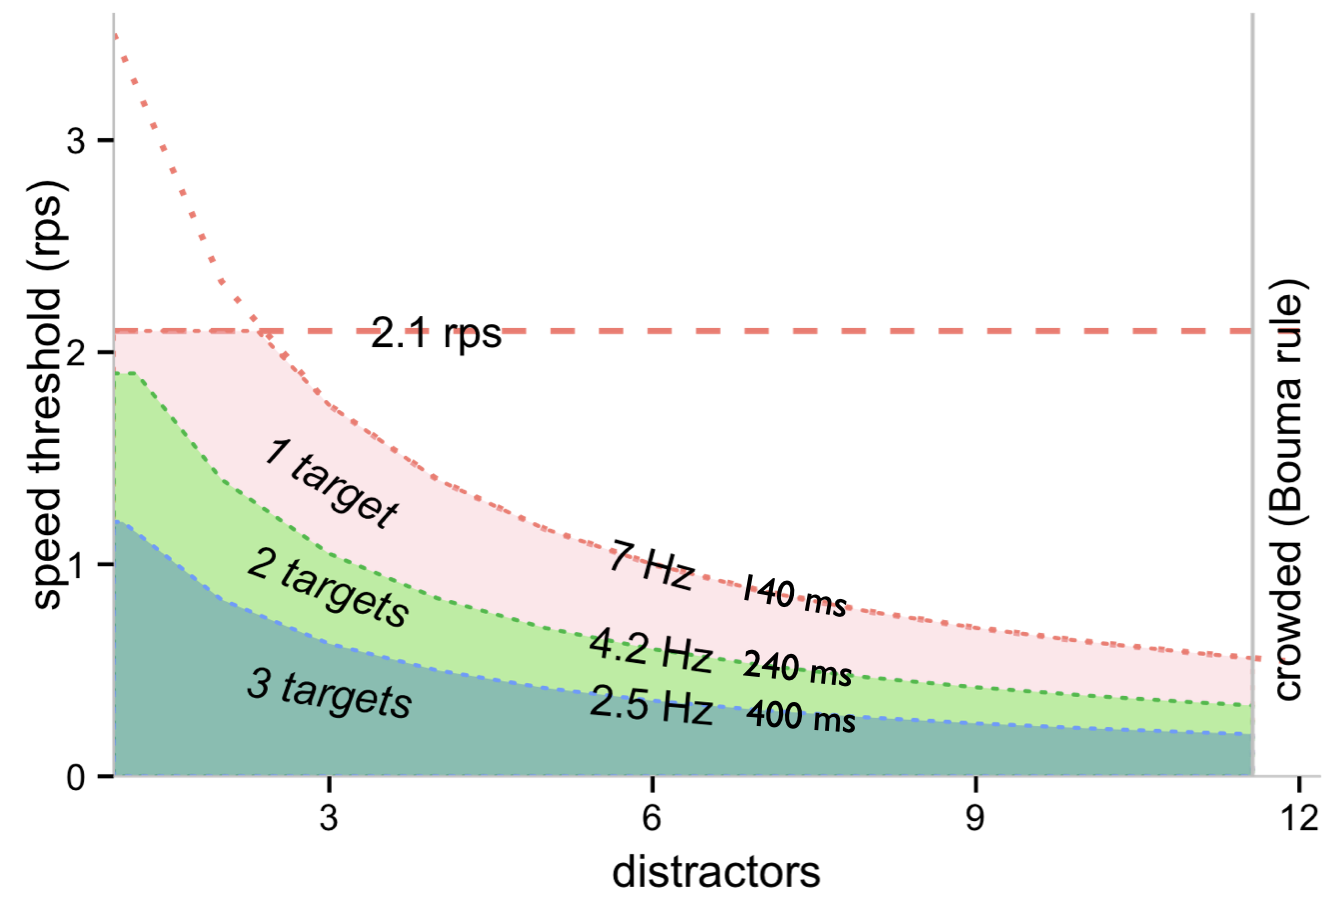 speed threshold (rps)
3
2
1
0
2.1 rps
1 target
2 targets
3 targets
7 Hz 140 ms
4.2 Hz 240 ms
2.5 Hz 400 ms
crowded (Bouma rule)
3 6 9 12
distractors